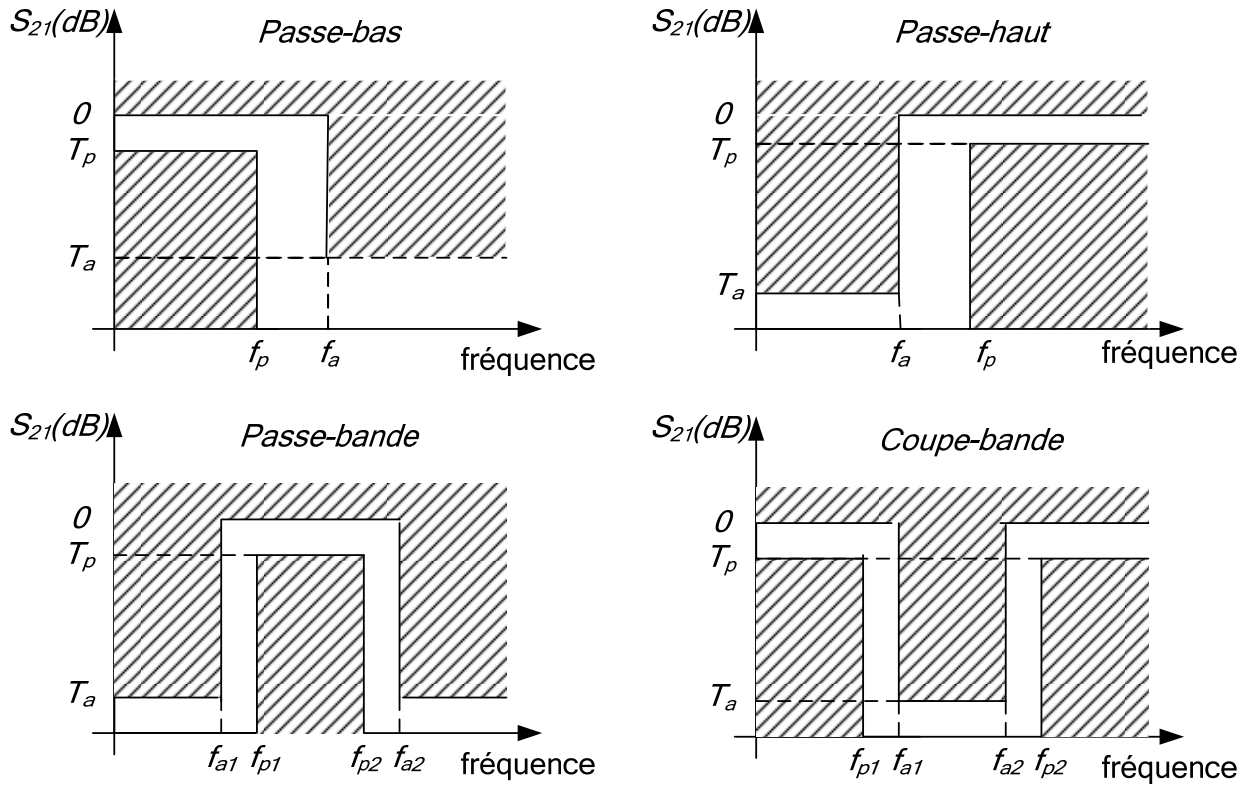 S21(dB)
Passe-bas
0
Tp
Ta
fp
fa
fréquence
S21(dB)
Passe-haut
0
Tp
Ta
fa
fp
fréquence
S21(dB)
Passe-bande
0
Tp
Ta
fa1
fp1
fp2
fa2
fréquence
S21(dB)
Coupe-bande
0
Tp
Ta
fp1
fa1
fa2
fp2
fréquence